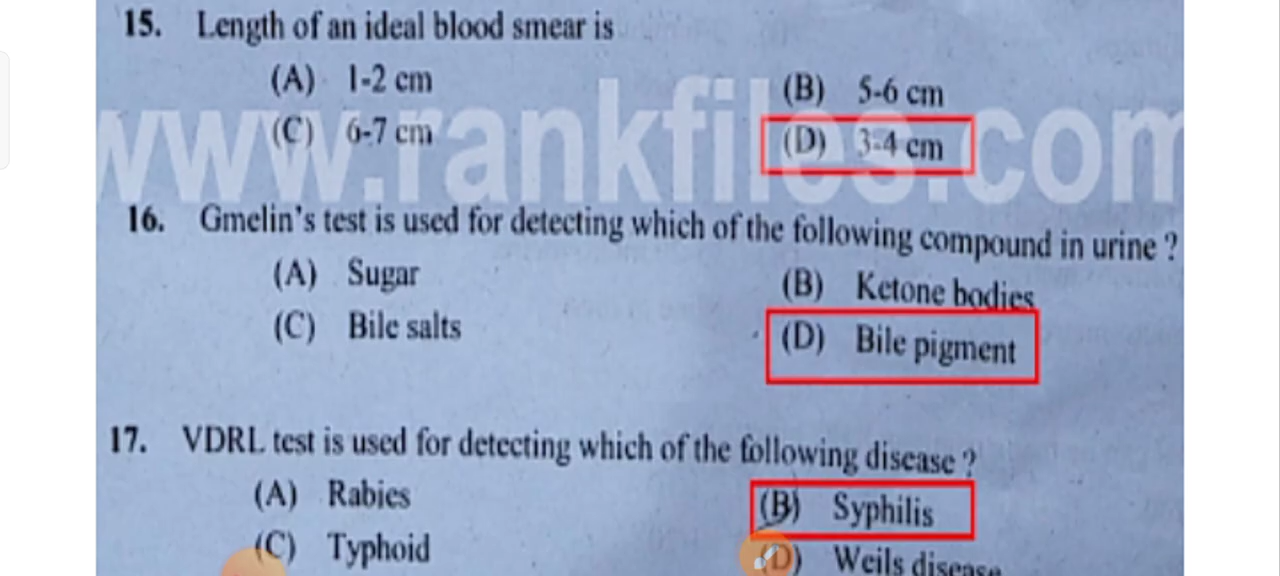 15. Length of an ideal blood smear is
(A) 1-2 cm
(B) 5-6 cm
(C) 6-7 cm
(D) 3-4 cm
www.rankfiles.com
16. Gmelin's test is used for detecting which of the following compound in urine ?
(A) Sugar
(B) Ketone bodies
(C) Bile salts
(D) Bile pigment
17. VDRL test is used for detecting which of the following disease ?
(A) Rabies
(B) Syphilis
(C) Typhoid
(D) Weils disease